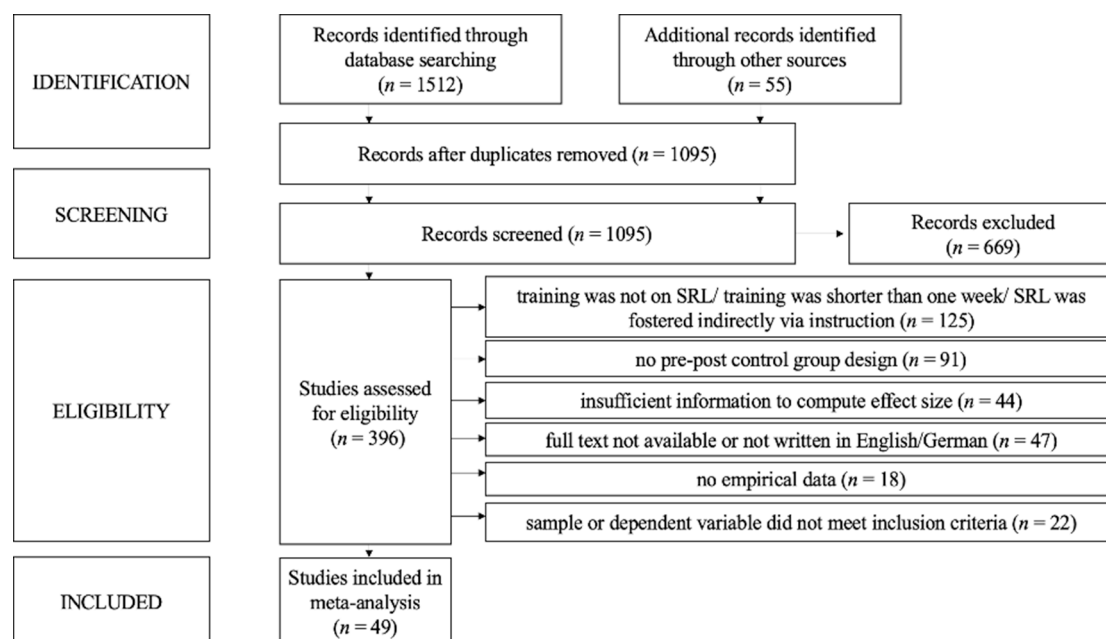 IDENTIFICATION
Records identified through
database searching
(n = 1512)
Additional records identified
through other sources
(n = 55)
Records after duplicates removed (n = 1095)
SCREENING
Records screened (n = 1095)
Records excluded
(n = 669)
ELIGIBILITY
Studies assessed
for eligibility
(n = 396)
training was not on SRL/ training was shorter than one week/ SRL was
fostered indirectly via instruction (n = 125)
no pre-post control group design (n = 91)
insufficient information to compute effect size (n = 44)
full text not available or not written in English/German (n = 47)
no empirical data (n = 18)
sample or dependent variable did not meet inclusion criteria (n = 22)
INCLUDED
Studies included in
meta-analysis
(n = 49)